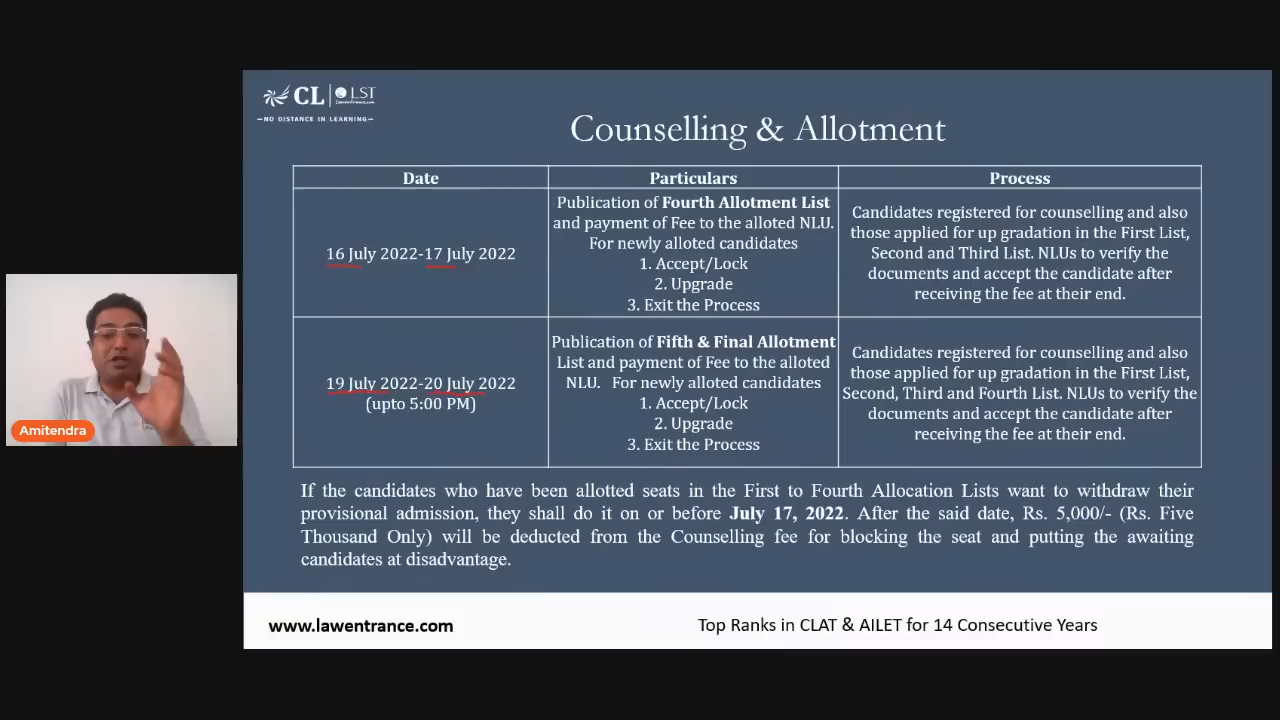 CL LST
Lawentrance.com
—NO DISTANCE IN LEARNING—
Counselling & Allotment
Date
Particulars
Process
16 July 2022-17 July 2022
Publication of Fourth Allotment List
and payment of Fee to the alloted NLU.
For newly alloted candidates
1. Accept/Lock
2. Upgrade
3. Exit the Process
Candidates registered for counselling and also
those applied for up gradation in the First List,
Second and Third List. NLUs to verify the
documents and accept the candidate after
receiving the fee at their end.
19 July 2022-20 July 2022
(upto 5:00 PM)
Publication of Fifth & Final Allotment
List and payment of Fee to the alloted
NLU. For newly alloted candidates
1. Accept/Lock
2. Upgrade
3. Exit the Process
Candidates registered for counselling and also
those applied for up gradation in the First List,
Second, Third and Fourth List. NLUs to verify the
documents and accept the candidate after
receiving the fee at their end.
If the candidates who have been allotted seats in the First to Fourth Allocation Lists want to withdraw their
provisional admission, they shall do it on or before July 17, 2022. After the said date, Rs. 5,000/- (Rs. Five
Thousand Only) will be deducted from the Counselling fee for blocking the seat and putting the awaiting
candidates at disadvantage.
Amitendra
www.lawentrance.com
Top Ranks in CLAT & AILET for 14 Consecutive Years